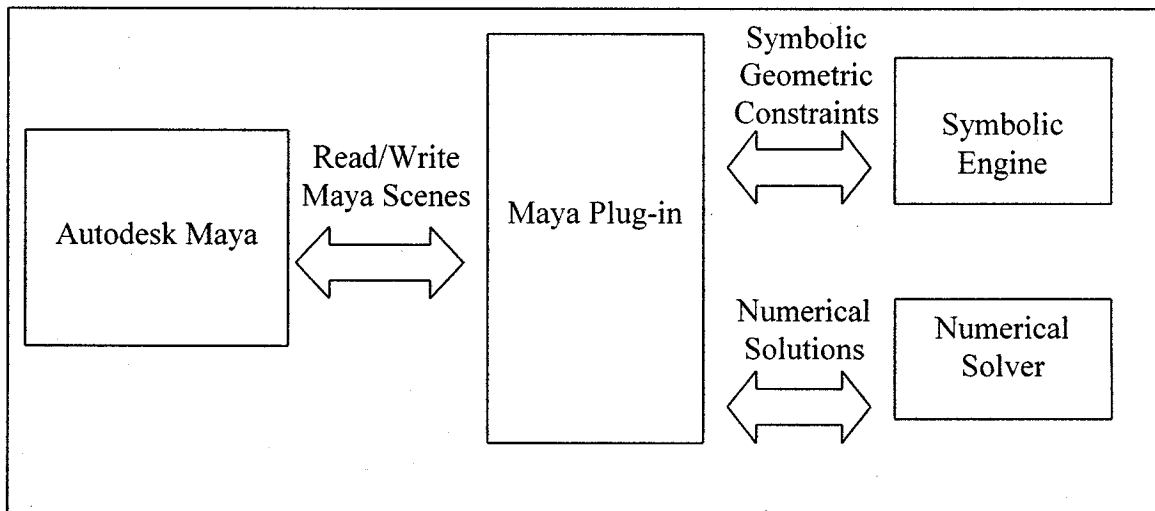 Autodesk Maya
Read/Write
Maya Scenes
Maya Plug-in
Symbolic
Geometric
Constraints
Symbolic
Engine
Numerical
Solutions
Numerical
Solver